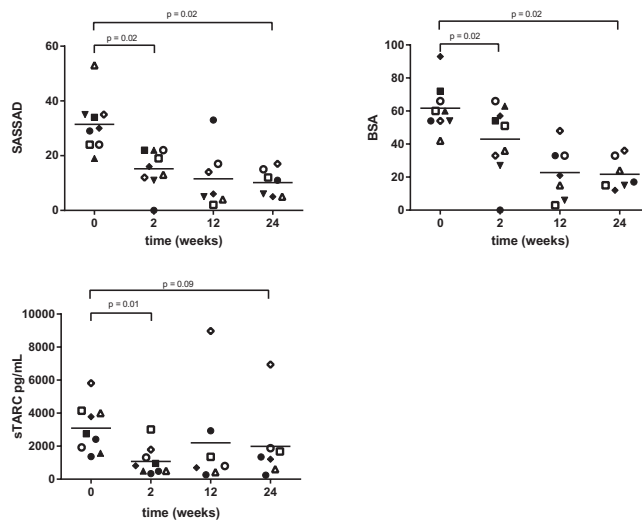 p = 0.02
p = 0.02
60
40
20
0
SASSAD
0
2
12
24
time (weeks)
p = 0.02
p = 0.02
100
80
60
40
20
0
BSA
0
2
12
24
time (weeks)
p = 0.09
p = 0.01
10000
8000
6000
4000
2000
0
sTARC pg/mL
0
2
12
24
time (weeks)